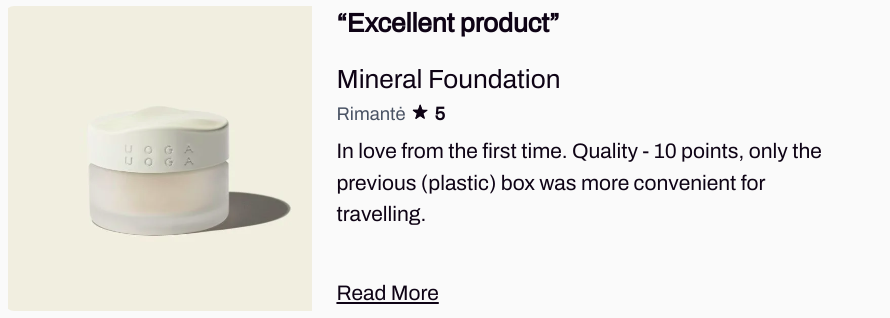 UOGA
UOGA
“Excellent product”
Mineral Foundation
Rimantė ★ 5
In love from the first time. Quality - 10 points, only the
previous (plastic) box was more convenient for
travelling.
Read More